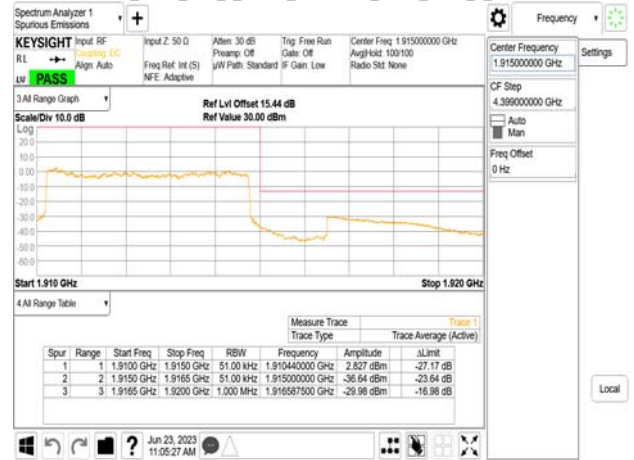 Spectrum Analyzer 1
Spurious Emissions
+
Frequency
KEYSIGHT Input: RF Input Z: 50 Ω Atten: 30 dB Trig: Free Run Center Freq: 1.915000000 GHz
RL Coupling: DC Preamp: Off Gate: Off Avg|Hold: 100/100
Align: Auto Freq Ref: Int (S) µW Path: Standard IF Gain: Low Radio Std: None
LW PASS NFE: Adaptive
Center Frequency
1.915000000 GHz
Settings
CF Step
4.399000000 GHz
Auto
Man
Freq Offset
0 Hz
Local
3 All Range Graph
Ref Lvl Offset 15.44 dB
Scale/Div 10.0 dB Ref Value 30.00 dBm
Log
20.0
10.0
0.00
-10.0
-20.0
-30.0
-40.0
-50.0
-60.0
Start 1.910 GHz Stop 1.920 GHz
4 All Range Table
Measure Trace Trace 1
Trace Type Trace Average (Active)
Spur Range Start Freq Stop Freq RBW Frequency Amplitude ΔLimit
1 1 1.9100 GHz 1.9150 GHz 51.00 kHz 1.910440000 GHz 2.827 dBm -27.17 dB
2 2 1.9150 GHz 1.9165 GHz 51.00 kHz 1.915000000 GHz -36.64 dBm -23.64 dB
3 3 1.9165 GHz 1.9200 GHz 1.000 MHz 1.916587500 GHz -29.98 dBm -16.98 dB
? Jun 23, 2023
11:05:27 AM